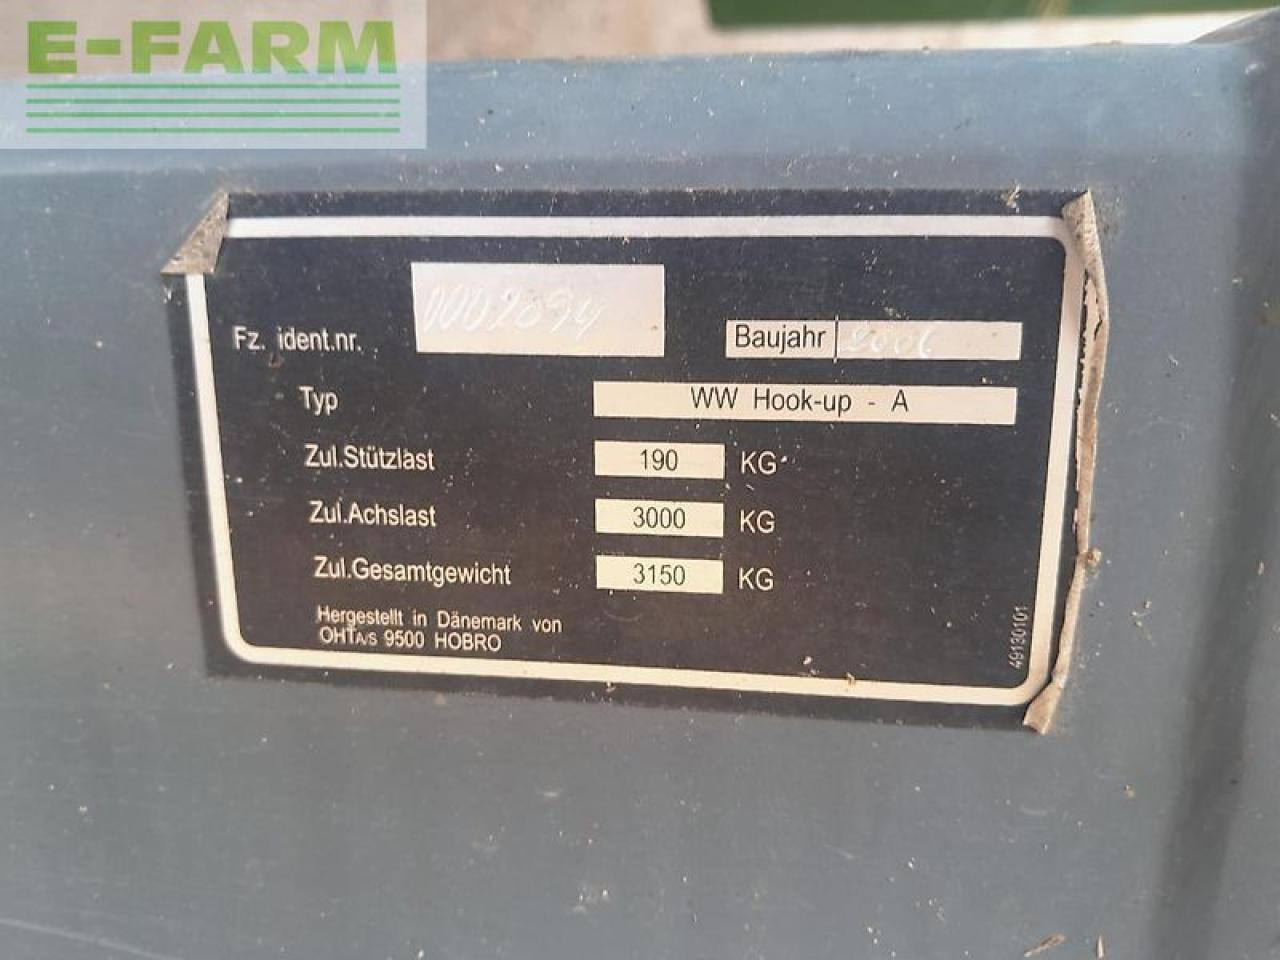 E-FARM
Fz. ident.nr.
Baujahr 2006
Typ WW Hook-up - A
Zul.Stützlast 190 KG
Zul.Achslast 3000 KG
Zul.Gesamtgewicht 3150 KG
Hergestellt in Dänemark von
OHTA/S 9500 HOBRO
49130101